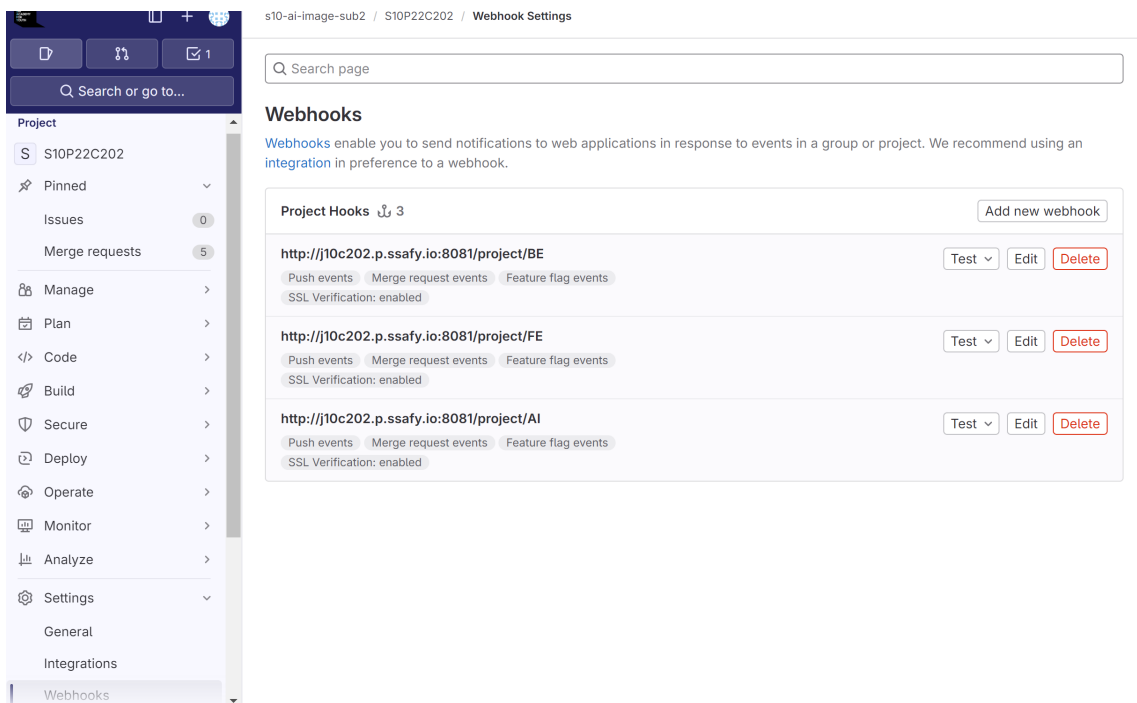 s10-ai-image-sub2 / S10P22C202 / Webhook Settings
1
Search or go to...
Project
S S10P22C202
Pinned
Issues 0
Merge requests 5
Manage
Plan
Code
Build
Secure
Deploy
Operate
Monitor
Analyze
Settings
General
Integrations
Webhooks
Search page
Webhooks
Webhooks enable you to send notifications to web applications in response to events in a group or project. We recommend using an
integration in preference to a webhook.
Project Hooks 3 Add new webhook
http://j10c202.p.ssafy.io:8081/project/BE Test Edit Delete
Push events Merge request events Feature flag events
SSL Verification: enabled
http://j10c202.p.ssafy.io:8081/project/FE Test Edit Delete
Push events Merge request events Feature flag events
SSL Verification: enabled
http://j10c202.p.ssafy.io:8081/project/AI Test Edit Delete
Push events Merge request events Feature flag events
SSL Verification: enabled